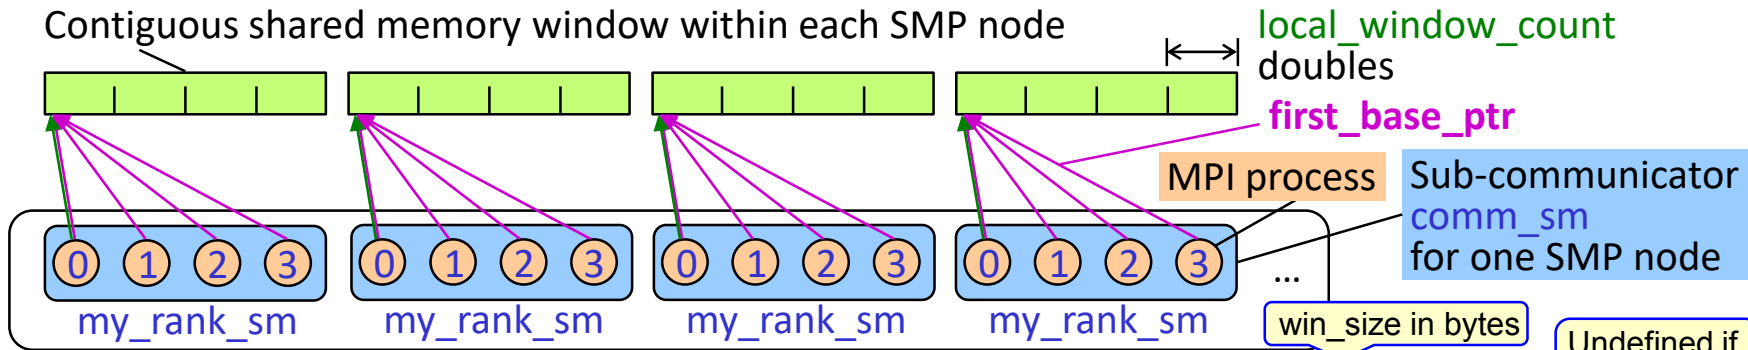 Contiguous shared memory window within each SMP node
local_window_count
doubles
first_base_ptr
MPI process
Sub-communicator
comm_sm
for one SMP node
0 1 2 3
0 1 2 3
0 1 2 3
0 1 2 3
...
my_rank_sm
my_rank_sm
my_rank_sm
my_rank_sm
win_size in bytes
Undefined if